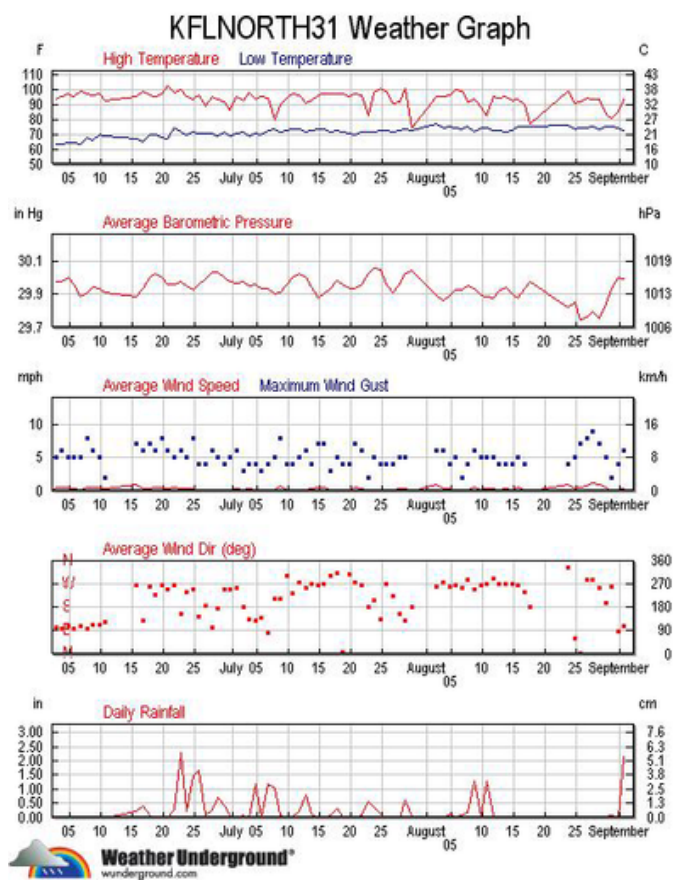 KFLNORTH31 Weather Graph
F High Temperature Low Temperature C
110 43
100 38
90 32
80 27
70 21
60 16
50 10
05 10 15 20 25 July 05 10 15 20 25 August 05 10 15 20 25 September
in Hg Average Barometric Pressure hPa
30.1 1019
29.9 1013
29.7 1006
05 10 15 20 25 July 05 10 15 20 25 August 05 10 15 20 25 September
mph Average Wind Speed Maximum Wind Gust km/h
10 16
5 8
0 0
05 10 15 20 25 July 05 10 15 20 25 August 05 10 15 20 25 September
Average Wind Dir (deg)
N 360
W 270
S 180
E 90
N 0
05 10 15 20 25 July 05 10 15 20 25 August 05 10 15 20 25 September
in Daily Rainfall cm
3.00 7.6
2.50 6.3
2.00 5.1
1.50 3.8
1.00 2.5
0.50 1.3
0.00 0.0
05 10 15 20 25 July 05 10 15 20 25 August 05 10 15 20 25 September
Weather Underground®
wunderground.com